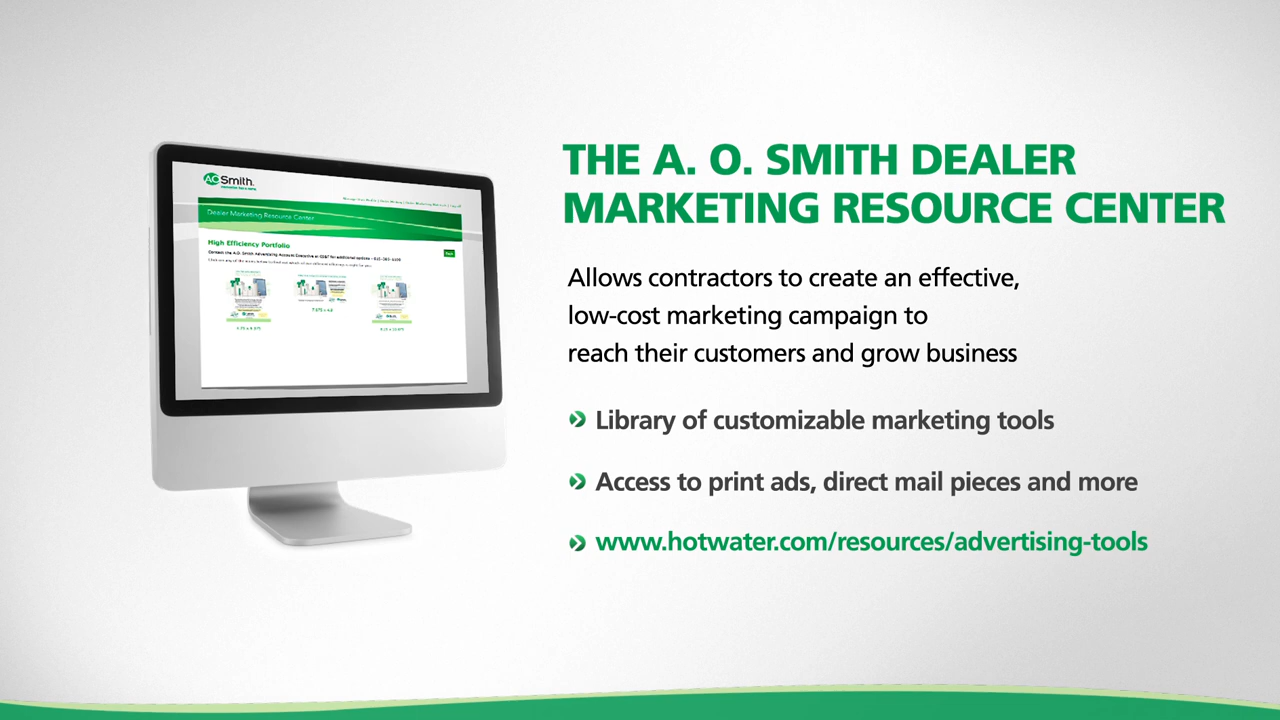 THE A. O. SMITH DEALER
MARKETING RESOURCE CENTER
Allows contractors to create an effective,
low-cost marketing campaign to
reach their customers and grow business
Library of customizable marketing tools
Access to print ads, direct mail pieces and more
www.hotwater.com/resources/advertising-tools
AO Smith.
Dealer Marketing Resource Center
High Efficiency Portfolio